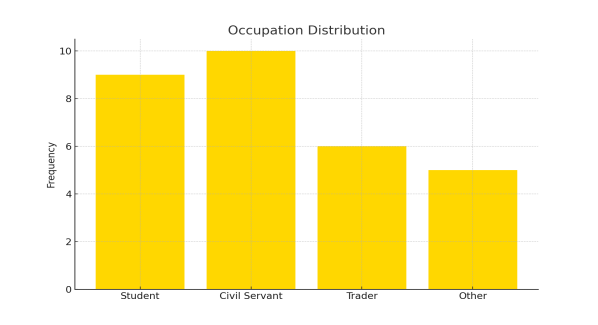 Occupation Distribution
Frequency
10
8
6
4
2
0
Student
Civil Servant
Trader
Other